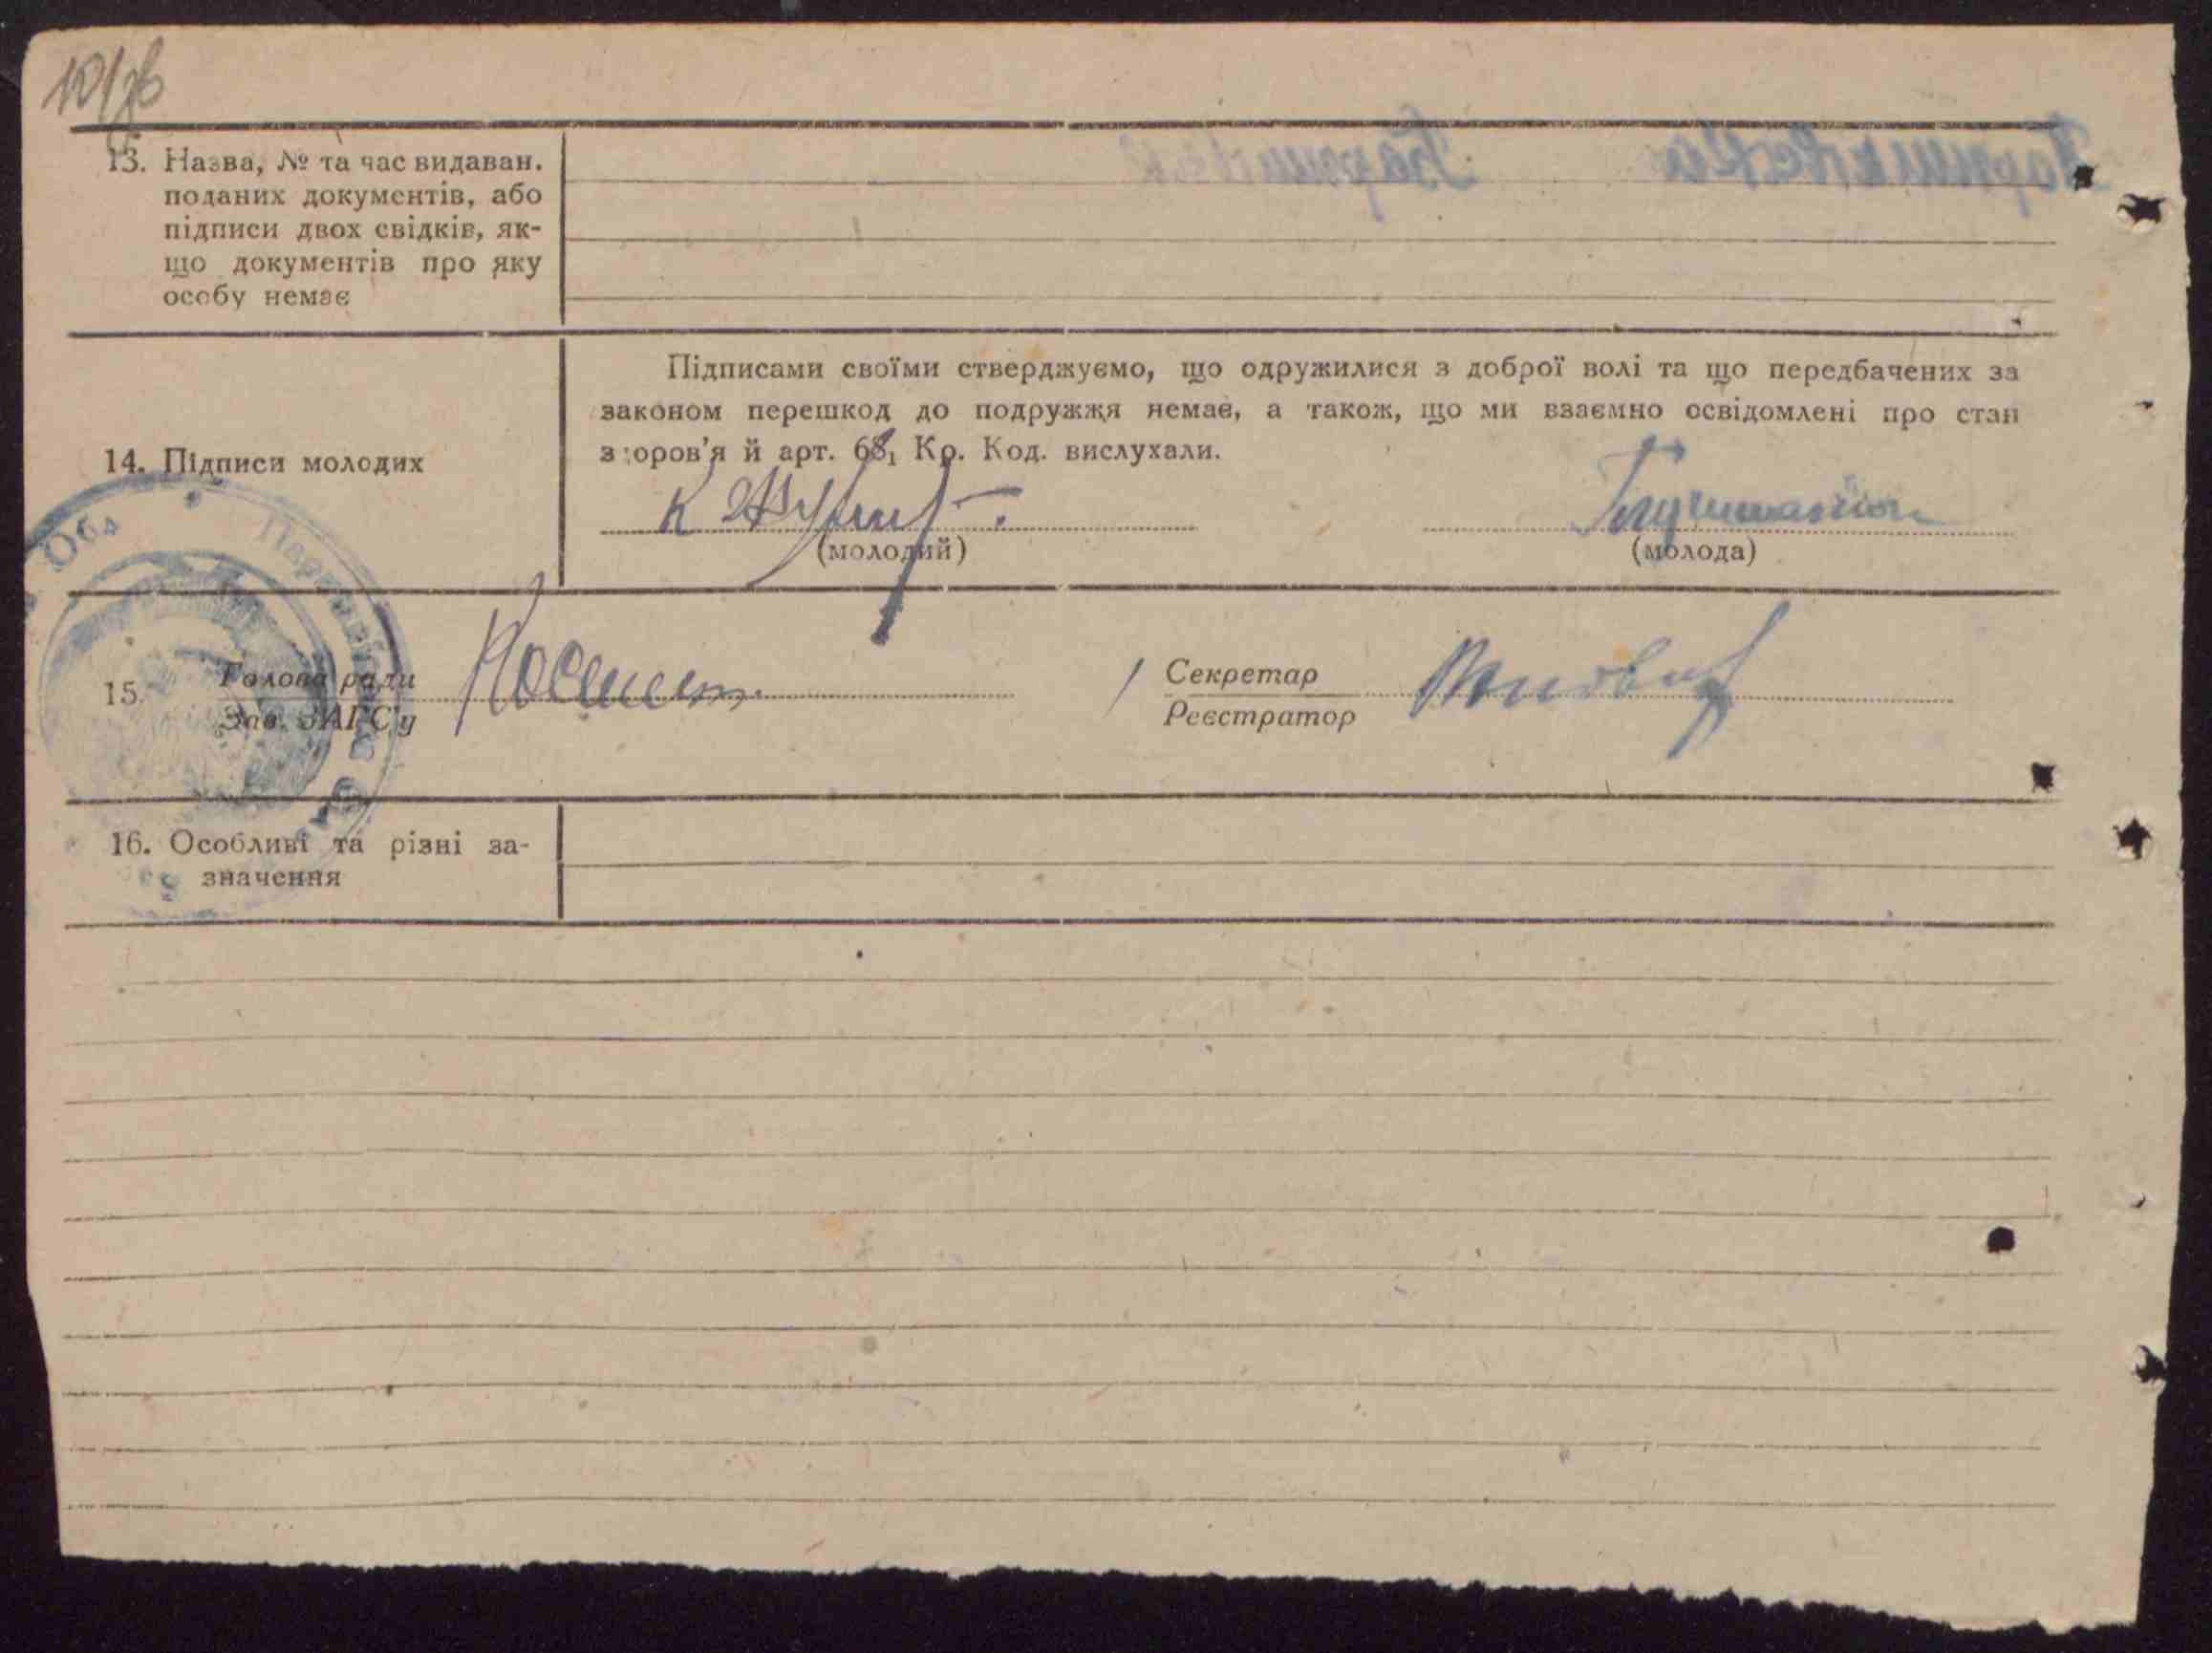 13. Назва, № та час видаван.
поданих документів, або
підписи двох свідків, як-
що документів про яку
особу немає
Підписами своїми стверджуємо, що одружилися з доброї волі та що передбачених за
законом перешкод до подружжя немає, а також, що ми взаємно освідомлені про стан
здоров'я й арт. 68₁ Кр. Код. вислухали.
14. Підписи молодих
(молодий)
(молода)
15. Голова ради
Зав. ЗАГС'у
Секретар
Реєстратор
16. Особливі та різні за-
значення